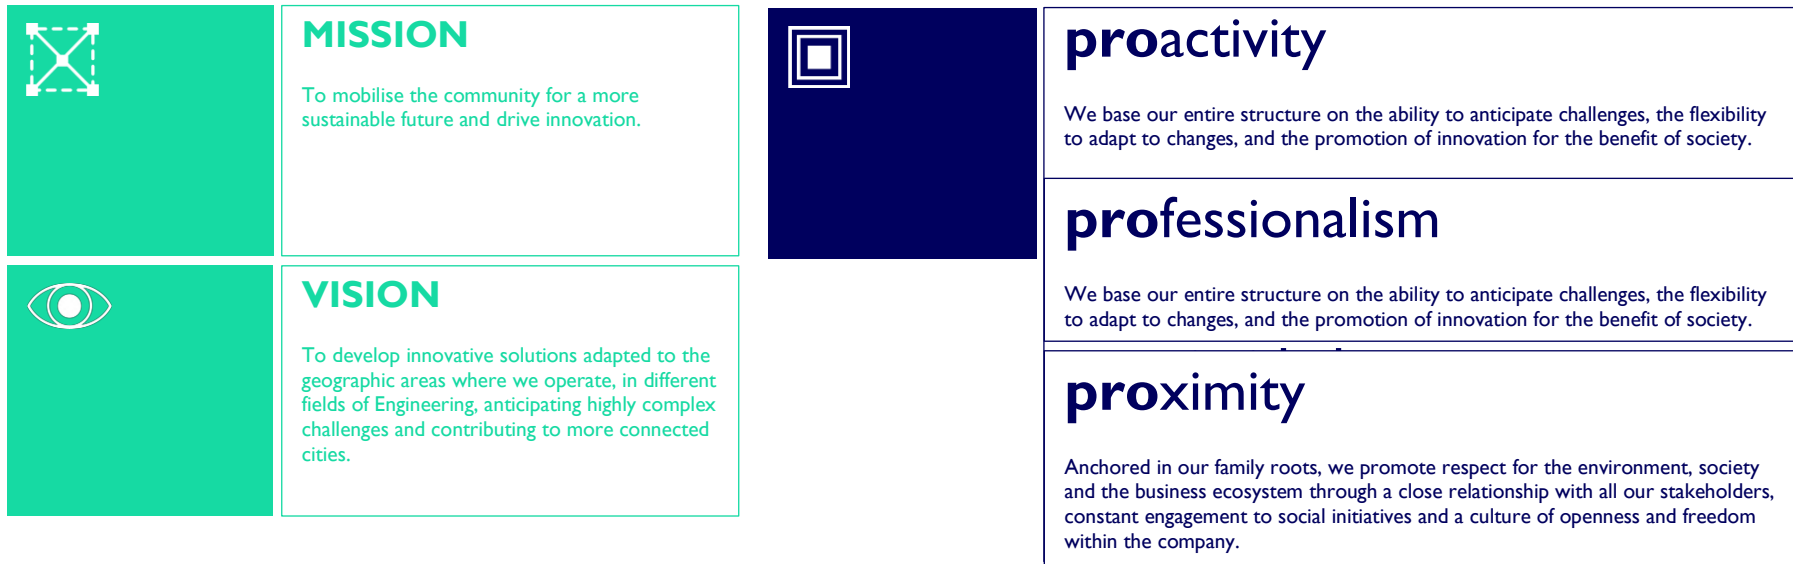 MISSION
To mobilise the community for a more
sustainable future and drive innovation.
VISION
To develop innovative solutions adapted to the
geographic areas where we operate, in different
fields of Engineering, anticipating highly complex
challenges and contributing to more connected
cities.
proactivity
We base our entire structure on the ability to anticipate challenges, the flexibility
to adapt to changes, and the promotion of innovation for the benefit of society.
professionalism
We base our entire structure on the ability to anticipate challenges, the flexibility
to adapt to changes, and the promotion of innovation for the benefit of society.
proximity
Anchored in our family roots, we promote respect for the environment, society
and the business ecosystem through a close relationship with all our stakeholders,
constant engagement to social initiatives and a culture of openness and freedom
within the company.